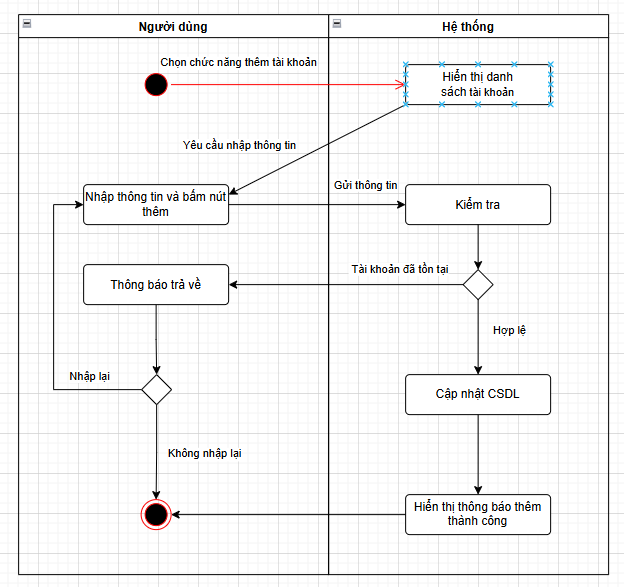 Người dùng
Hệ thống
Chọn chức năng thêm tài khoản
Hiển thị danh
sách tài khoản
Yêu cầu nhập thông tin
Nhập thông tin và bấm nút
thêm
Gửi thông tin
Kiểm tra
Tài khoản đã tồn tại
Thông báo trả về
Hợp lệ
Nhập lại
Cập nhật CSDL
Không nhập lại
Hiển thị thông báo thêm
thành công